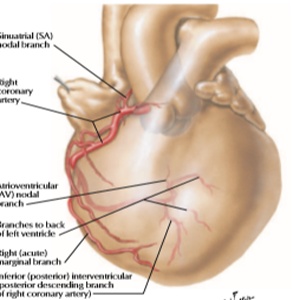 Sinuatrial (SA)
nodal branch
Right
coronary
artery
Atrioventricular
(AV) nodal
branch
Branches to back
of left ventricle
Right (acute)
marginal branch
Inferior (posterior) interventricular
(posterior descending branch
of right coronary artery)